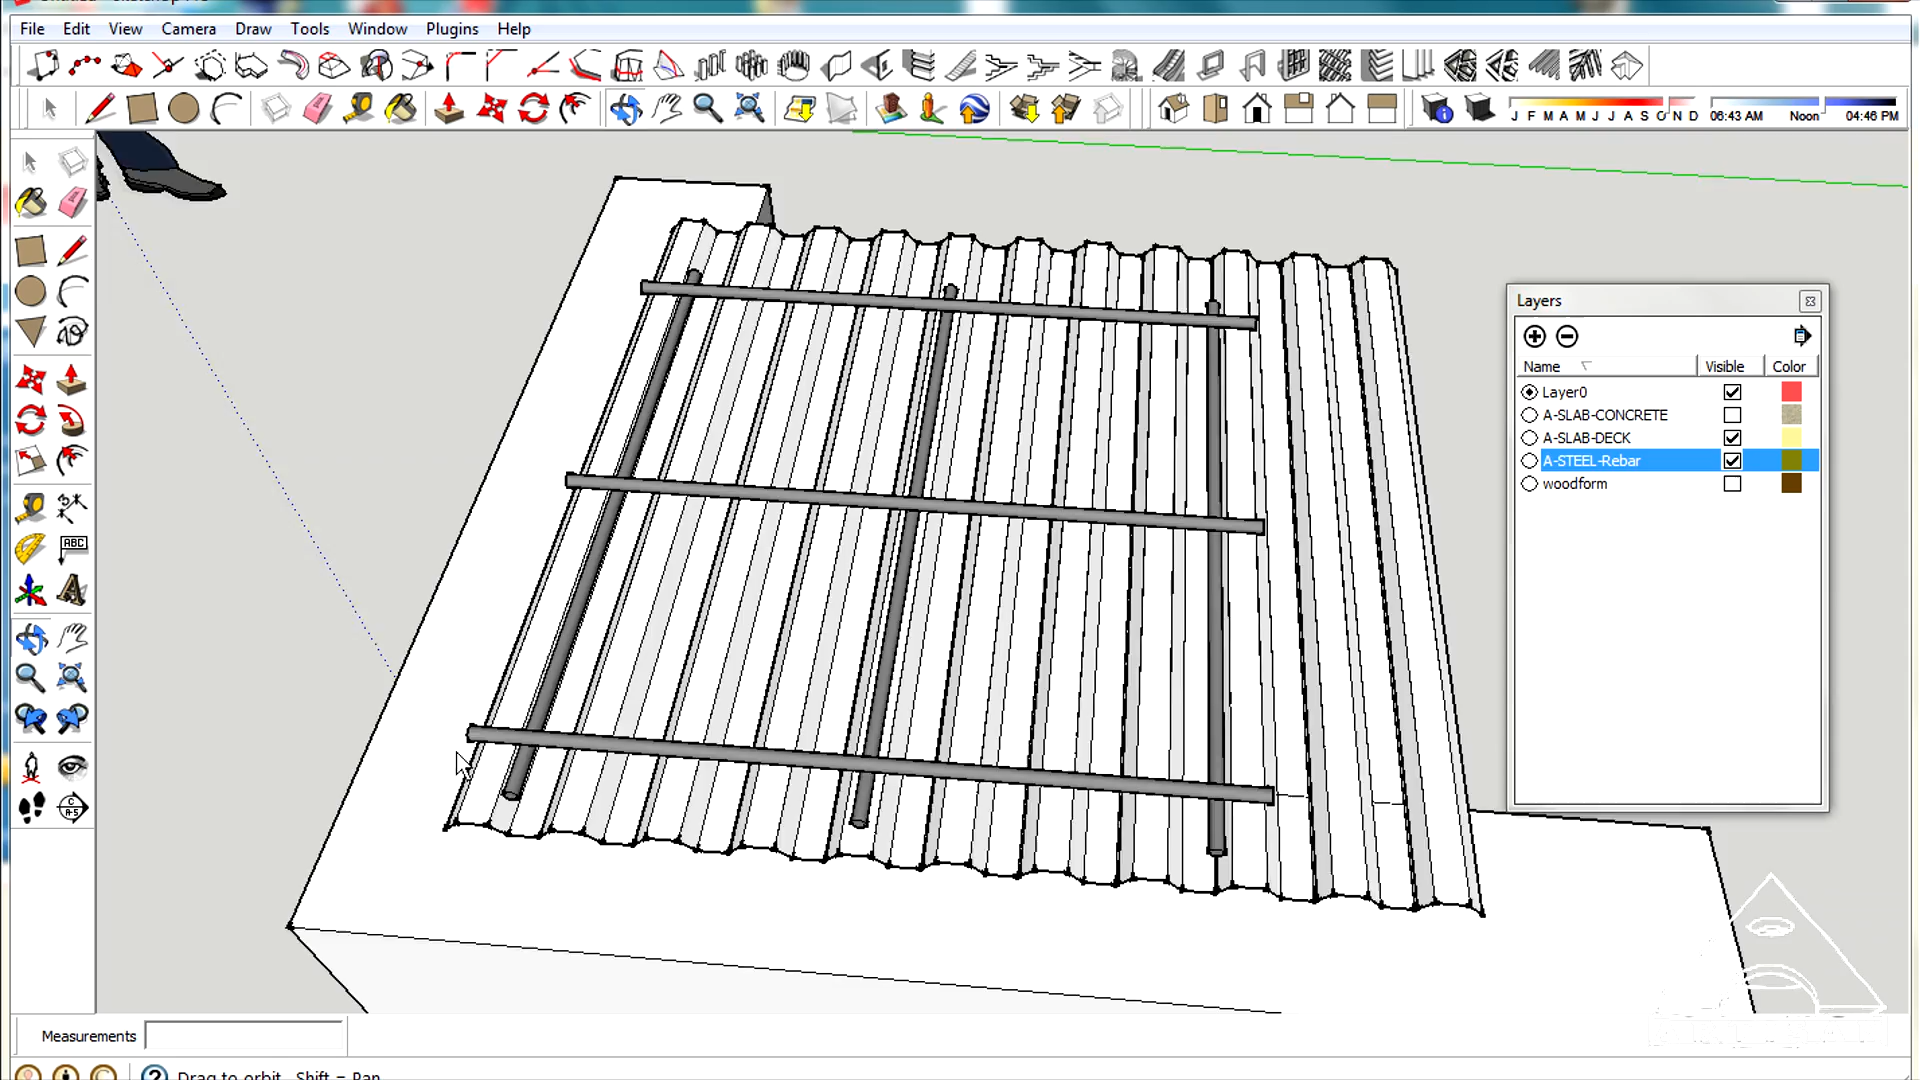 File Edit View Camera Draw Tools Window Plugins Help
J F M A M J J A S O N D 06:43 AM Noon 04:46 PM
Layers
Name Visible Color
Layer0
A-SLAB-CONCRETE
A-SLAB-DECK
A-STEEL-Rebar
woodform
ABC
Measurements
Drag to orbit. Shift = Pan